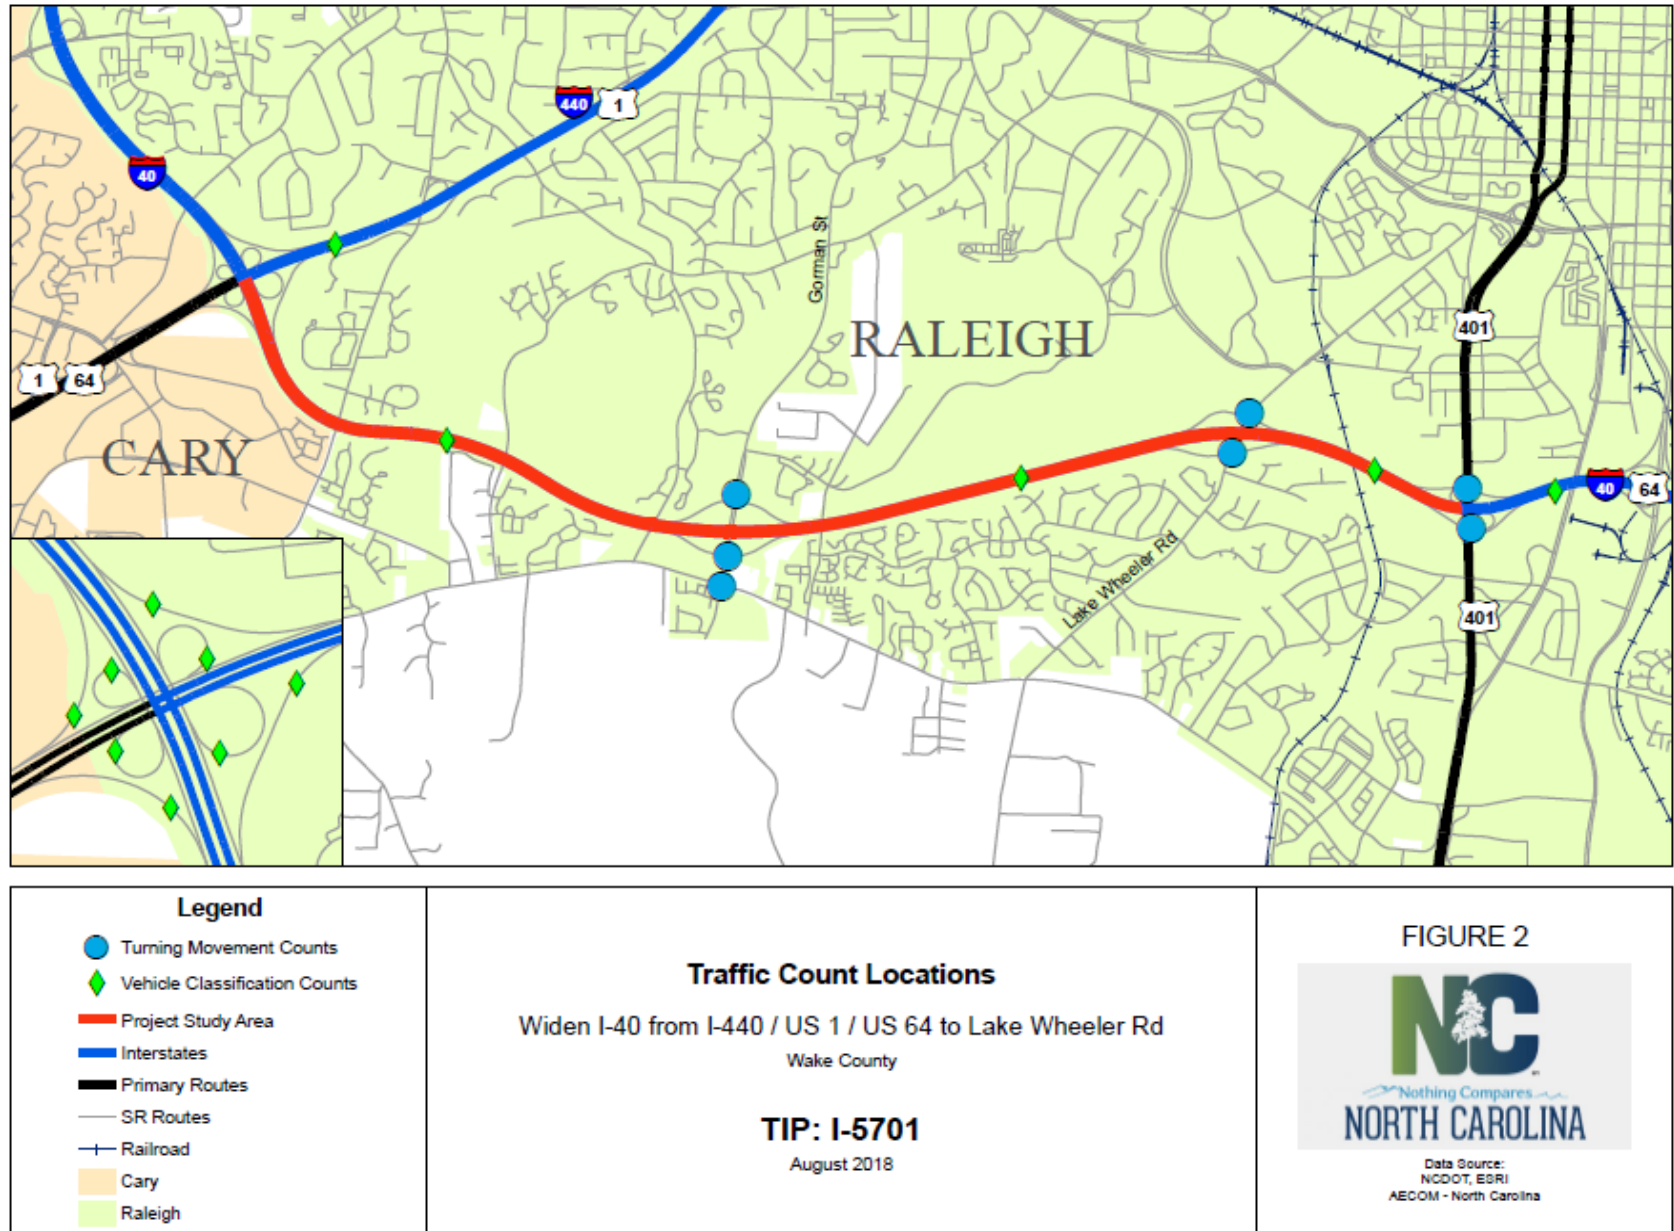 440
1
40
Gorman St
RALEIGH
401
1
64
CARY
40
64
Lake Wheeler Rd
401
Legend
Turning Movement Counts
Vehicle Classification Counts
Project Study Area
Interstates
Primary Routes
SR Routes
Railroad
Cary
Raleigh
Traffic Count Locations
Widen I-40 from I-440 / US 1 / US 64 to Lake Wheeler Rd
Wake County
TIP: I-5701
August 2018
FIGURE 2
NC
Nothing Compares
NORTH CAROLINA
Data Source:
NCDOT, ESRI
AECOM - North Carolina